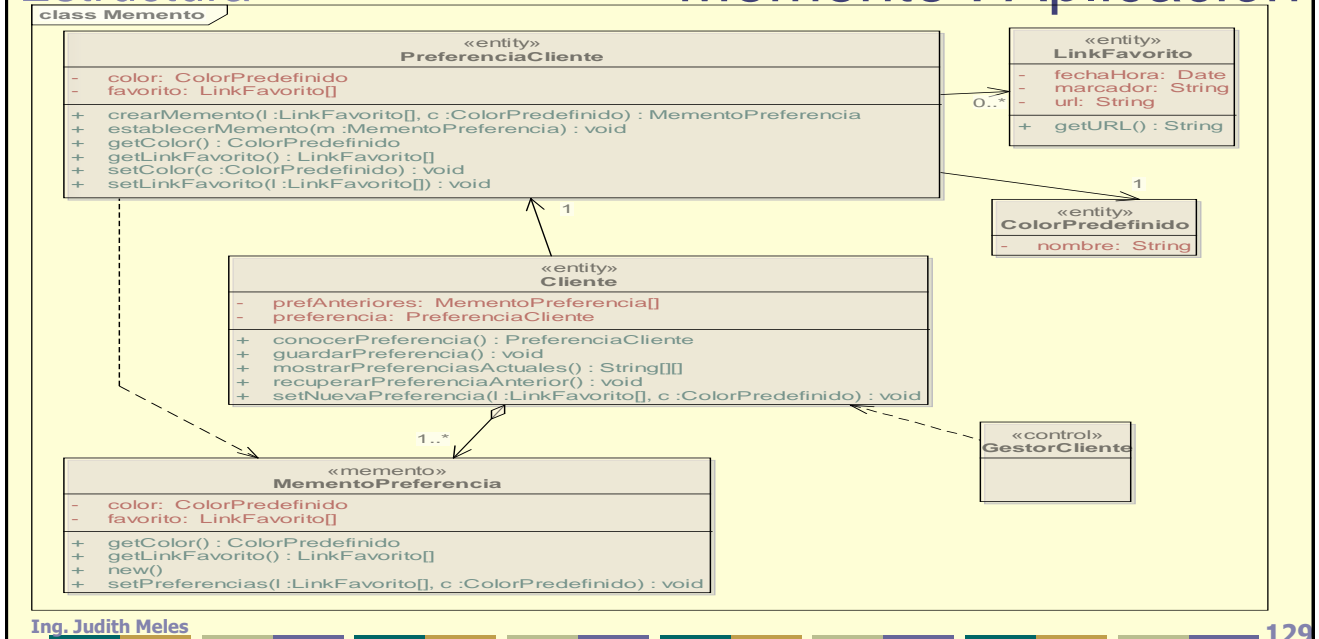 class Memento
«entity»
PreferenciaCliente
- color: ColorPredefinido
- favorito: LinkFavorito[]
+ crearMemento(l :LinkFavorito[], c :ColorPredefinido) : MementoPreferencia
+ establecerMemento(m :MementoPreferencia) : void
+ getColor() : ColorPredefinido
+ getLinkFavorito() : LinkFavorito[]
+ setColor(c :ColorPredefinido) : void
+ setLinkFavorito(l :LinkFavorito[]) : void
«entity»
LinkFavorito
- fechaHora: Date
- marcador: String
- url: String
+ getURL() : String
0..*
1
«entity»
ColorPredefinido
- nombre: String
1
«entity»
Cliente
- prefAnteriores: MementoPreferencia[]
- preferencia: PreferenciaCliente
+ conocerPreferencia() : PreferenciaCliente
+ guardarPreferencia() : void
+ mostrarPreferenciasActuales() : String[][]
+ recuperarPreferenciaAnterior() : void
+ setNuevaPreferencia(l :LinkFavorito[], c :ColorPredefinido) : void
1..*
«control»
GestorCliente
«memento»
MementoPreferencia
- color: ColorPredefinido
- favorito: LinkFavorito[]
+ getColor() : ColorPredefinido
+ getLinkFavorito() : LinkFavorito[]
+ new()
+ setPreferencias(l :LinkFavorito[], c :ColorPredefinido) : void
Ing. Judith Meles
129